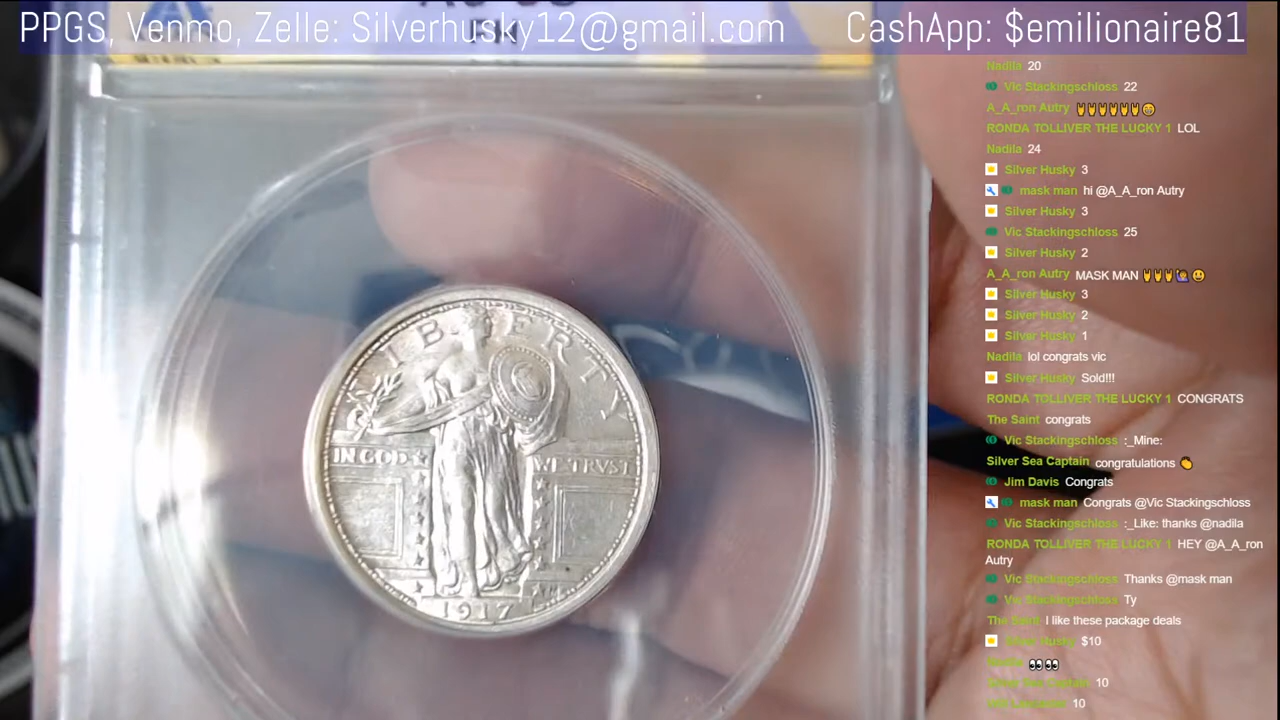 PPGS, Venmo, Zelle: Silverhusky12@gmail.com CashApp: $emilionaire81
Nadila 20
Vic Stackingschloss 22
A_A_ron Autry
RONDA TOLLIVER THE LUCKY 1 LOL
Nadila 24
Silver Husky 3
mask man hi @A_A_ron Autry
Silver Husky 3
Vic Stackingschloss 25
Silver Husky 2
A_A_ron Autry MASK MAN
Silver Husky 3
Silver Husky 2
Silver Husky 1
Nadila lol congrats vic
Silver Husky Sold!!!
RONDA TOLLIVER THE LUCKY 1 CONGRATS
The Saint congrats
Vic Stackingschloss :_Mine:
Silver Sea Captain congratulations
Jim Davis Congrats
mask man Congrats @Vic Stackingschloss
Vic Stackingschloss :_Like: thanks @nadila
RONDA TOLLIVER THE LUCKY 1 HEY @A_A_ron
Autry
Vic Stackingschloss Thanks @mask man
Vic Stackingschloss Ty
The Saint I like these package deals
Silver Husky $10
Nadila
Silver Sea Captain 10
10
LIBERTY
IN GOD WE TRVST
1917